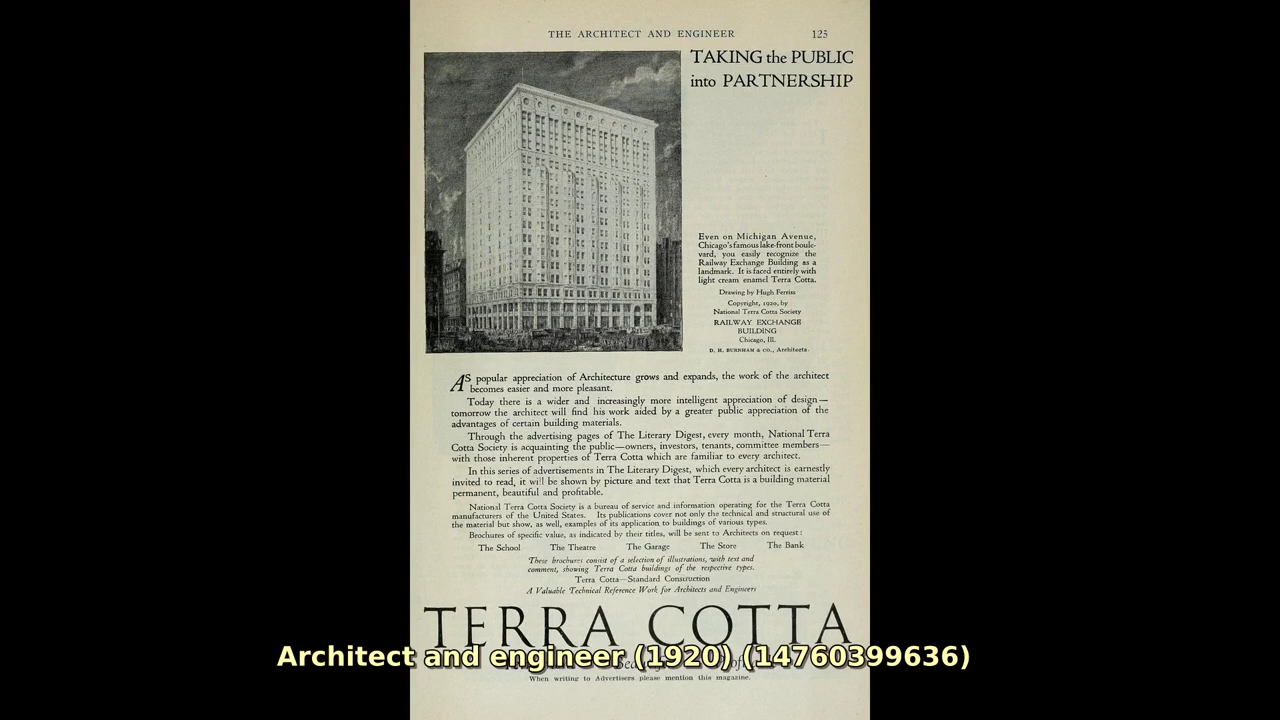 THE ARCHITECT AND ENGINEER 125
TAKING the PUBLIC
into PARTNERSHIP
Even on Michigan Avenue,
Chicago's famous lake-front boule-
vard, you easily recognize the
Railway Exchange Building as a
landmark. It is faced entirely with
light cream enamel Terra Cotta.
Drawing by Hugh Ferriss
Copyright, 1920, by
National Terra Cotta Society
RAILWAY EXCHANGE
BUILDING
Chicago, Ill.
D. H. BURNHAM & CO., Architects.
AS popular appreciation of Architecture grows and expands, the work of the architect
becomes easier and more pleasant.
Today there is a wider and increasingly more intelligent appreciation of design—
tomorrow the architect will find his work aided by a greater public appreciation of the
advantages of certain building materials.
Through the advertising pages of The Literary Digest, every month, National Terra
Cotta Society is acquainting the public—owners, investors, tenants, committee members—
with those inherent properties of Terra Cotta which are familiar to every architect.
In this series of advertisements in The Literary Digest, which every architect is earnestly
invited to read, it will be shown by picture and text that Terra Cotta is a building material
permanent, beautiful and profitable.
National Terra Cotta Society is a bureau of service and information operating for the Terra Cotta
manufacturers of the United States. Its publications cover not only the technical and structural use of
the material but show, as well, examples of its application to buildings of various types.
Brochures of specific value, as indicated by their titles, will be sent to Architects on request:
The School The Theatre The Garage The Store The Bank
These brochures consist of a selection of illustrations, with text and
comment, showing Terra Cotta buildings of the respective types.
Terra Cotta—Standard Construction
A Valuable Technical Reference Work for Architects and Engineers
TERRA COTTA
Architect and engineer (1920) (14760399636)
When writing to Advertisers please mention this magazine.